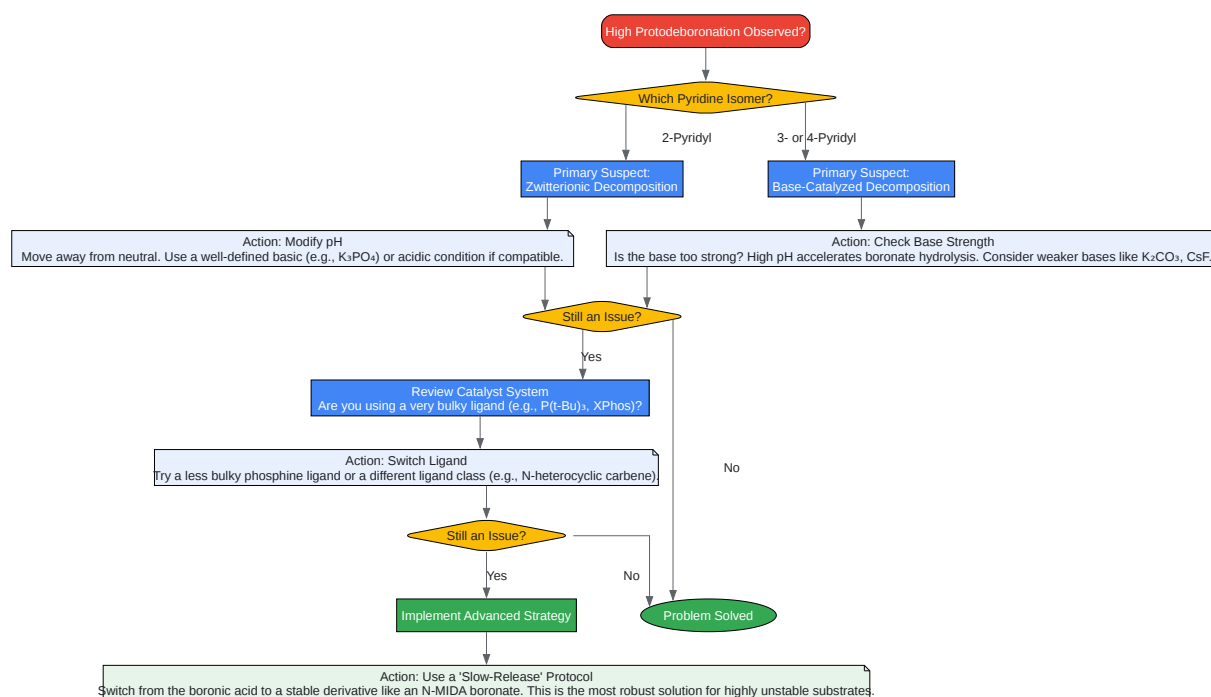 High Protodeboronation Observed?
Which Pyridine Isomer?
2-Pyridyl
3- or 4-Pyridyl
Primary Suspect:
Zwitterionic Decomposition
Primary Suspect:
Base-Catalyzed Decomposition
Action: Modify pH
Move away from neutral. Use a well-defined basic (e.g., K₃PO₄) or acidic condition if compatible.
Action: Check Base Strength
Is the base too strong? High pH accelerates boronate hydrolysis. Consider weaker bases like K₂CO₃, CsF.
Still an Issue?
Yes
Review Catalyst System
Are you using a very bulky ligand (e.g., P(t-Bu)₃, XPhos)?
Action: Switch Ligand
Try a less bulky phosphine ligand or a different ligand class (e.g., N-heterocyclic carbene).
No
Still an Issue?
Yes
No
Implement Advanced Strategy
Problem Solved
Action: Use a 'Slow-Release' Protocol
Switch from the boronic acid to a stable derivative like an N-MIDA boronate. This is the most robust solution for highly unstable substrates.